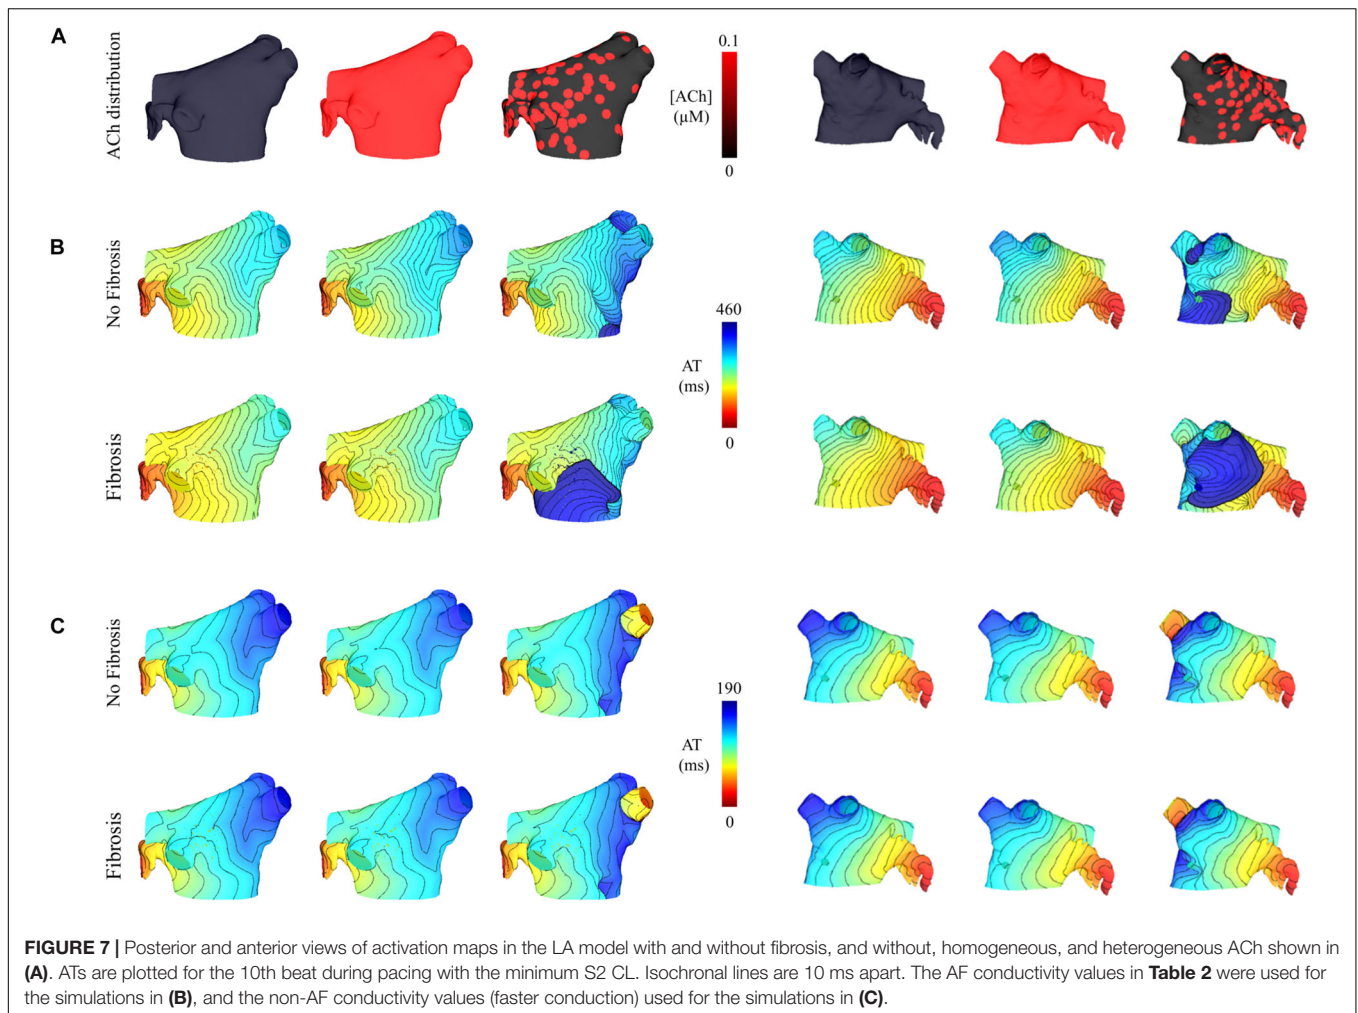 A
ACh distribution
0.1
[ACh]
(µM)
0
B
No Fibrosis
460
AT
(ms)
0
Fibrosis
C
No Fibrosis
190
AT
(ms)
0
Fibrosis
FIGURE 7 | Posterior and anterior views of activation maps in the LA model with and without fibrosis, and without, homogeneous, and heterogeneous ACh shown in
(A). ATs are plotted for the 10th beat during pacing with the minimum S2 CL. Isochronal lines are 10 ms apart. The AF conductivity values in Table 2 were used for
the simulations in (B), and the non-AF conductivity values (faster conduction) used for the simulations in (C).